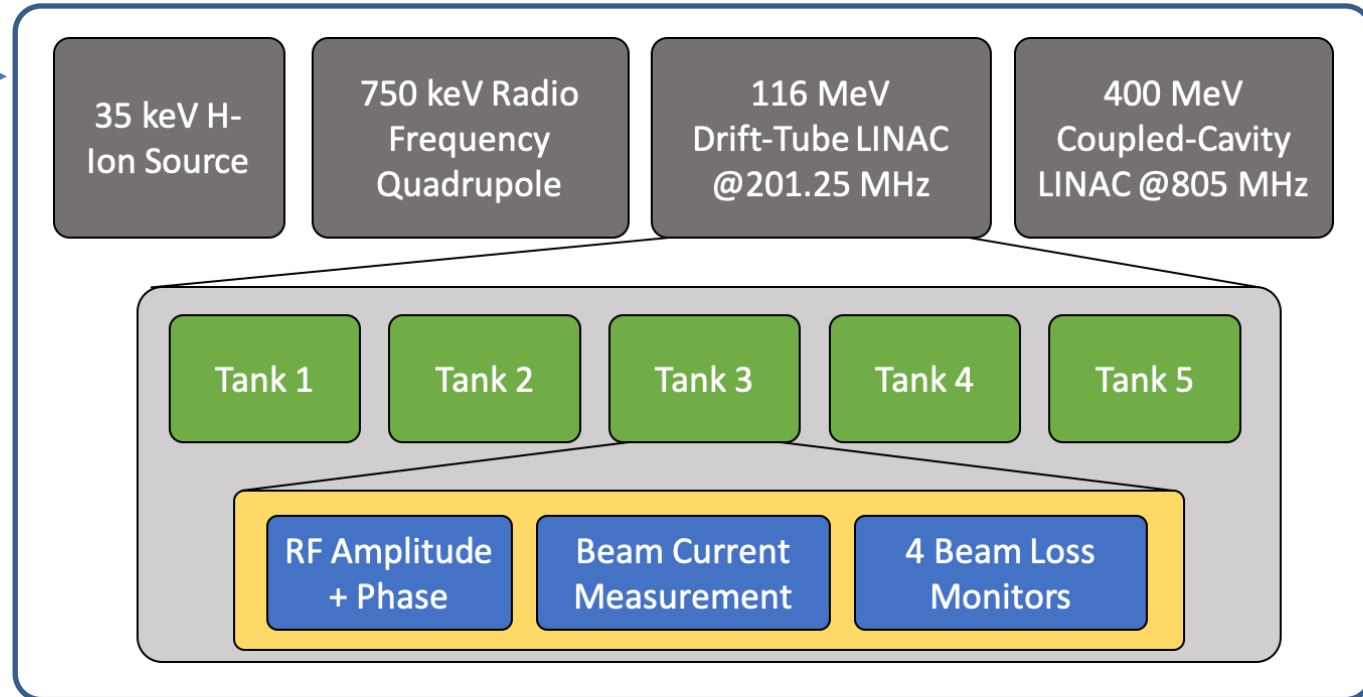 35 keV H-
Ion Source
750 keV Radio
Frequency
Quadrupole
116 MeV
Drift-Tube LINAC
@201.25 MHz
400 MeV
Coupled-Cavity
LINAC @805 MHz
Tank 1
Tank 2
Tank 3
Tank 4
Tank 5
RF Amplitude
+ Phase
Beam Current
Measurement
4 Beam Loss
Monitors